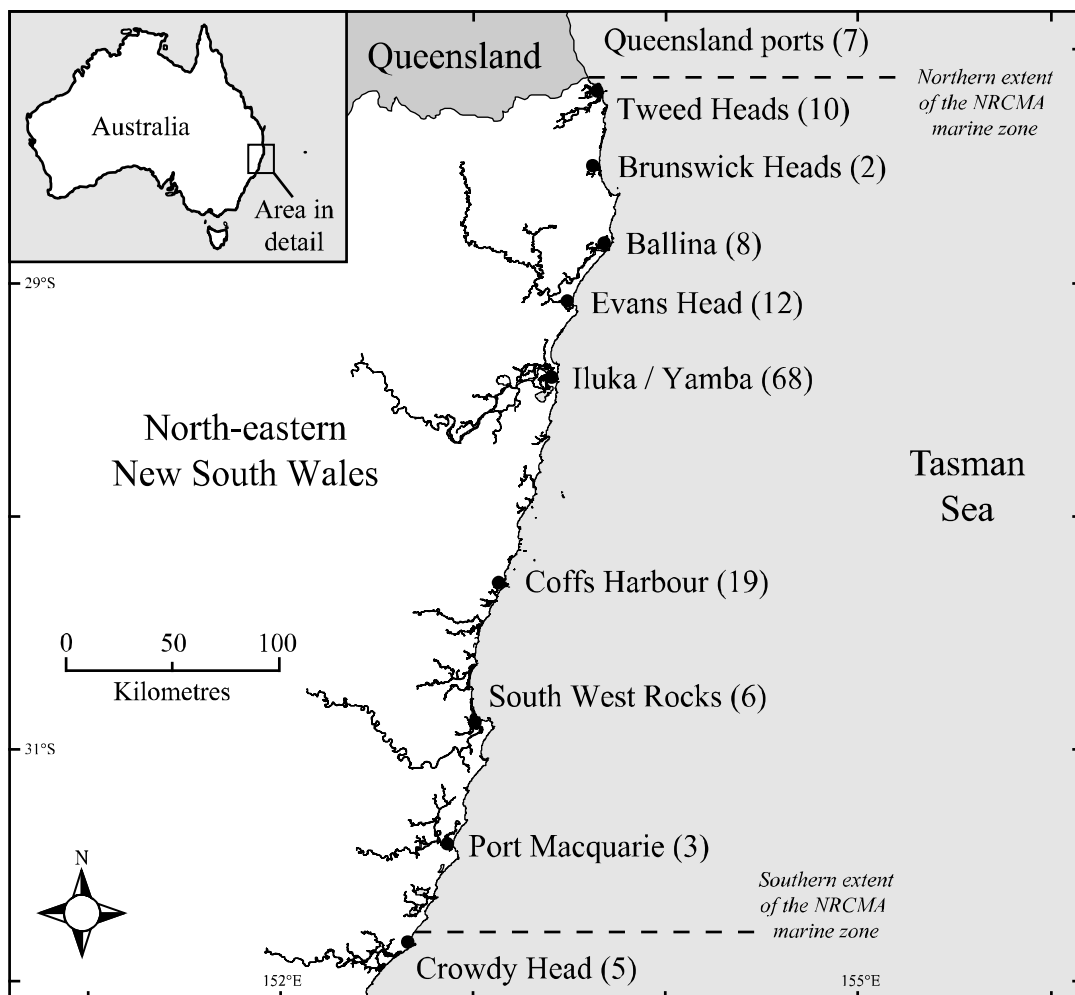 Queensland
Queensland ports (7)
Northern extent
of the NRCMA
marine zone
Australia
Area in
detail
Tweed Heads (10)
Brunswick Heads (2)
Ballina (8)
29°S
Evans Head (12)
Iluka / Yamba (68)
North-eastern
New South Wales
Tasman
Sea
Coffs Harbour (19)
0 50 100
Kilometres
South West Rocks (6)
31°S
Port Macquarie (3)
N
Southern extent
of the NRCMA
marine zone
Crowdy Head (5)
152°E
155°E